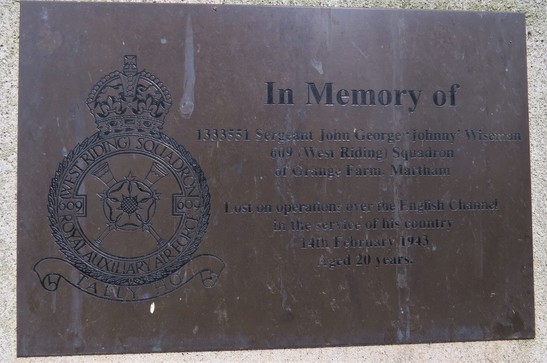 In Memory of
1333551 Sergeant John George 'Johnny' Wiseman
609 (West Riding) Squadron
of Grange Farm, Martham
Lost on operations over the English Channel
in the service of his country
14th February 1943
aged 20 years.
WEST RIDING SQUADRON
609 609
ROYAL AUXILIARY AIR FORCE
TALLY HO